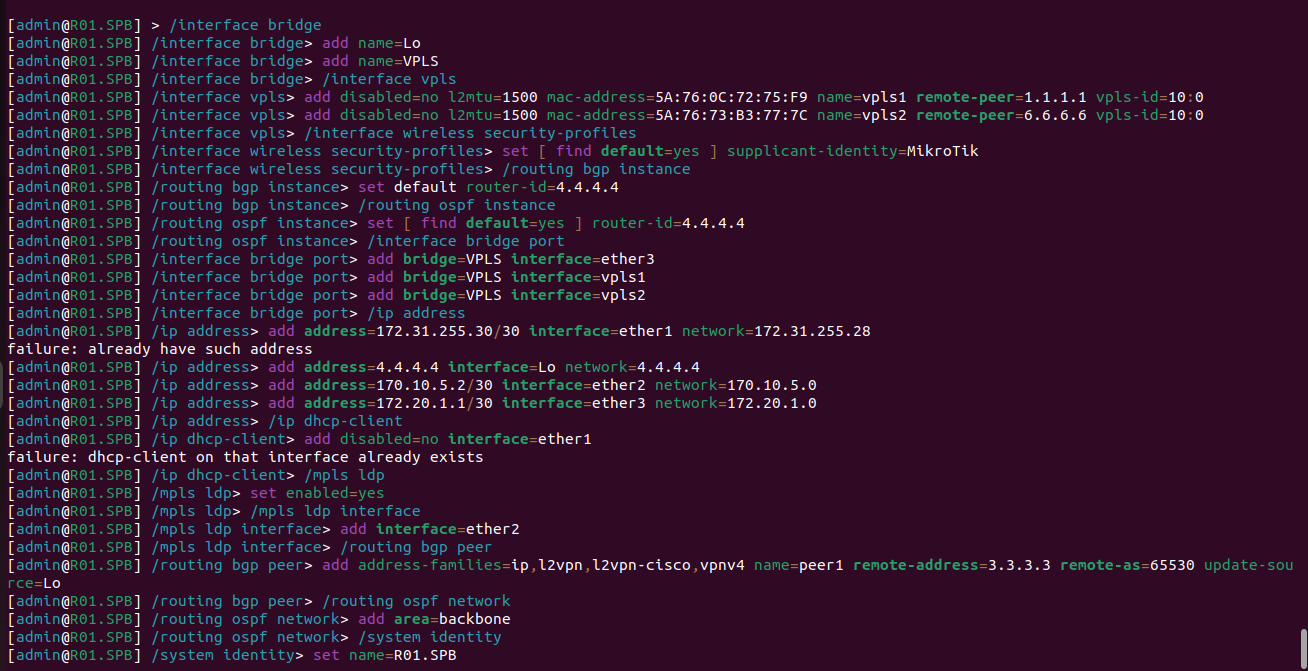 [admin@R01.SPB] > /interface bridge
[admin@R01.SPB] /interface bridge> add name=Lo
[admin@R01.SPB] /interface bridge> add name=VPLS
[admin@R01.SPB] /interface bridge> /interface vpls
[admin@R01.SPB] /interface vpls> add disabled=no l2mtu=1500 mac-address=5A:76:0C:72:75:F9 name=vpls1 remote-peer=1.1.1.1 vpls-id=10:0
[admin@R01.SPB] /interface vpls> add disabled=no l2mtu=1500 mac-address=5A:76:73:B3:77:7C name=vpls2 remote-peer=6.6.6.6 vpls-id=10:0
[admin@R01.SPB] /interface vpls> /interface wireless security-profiles
[admin@R01.SPB] /interface wireless security-profiles> set [ find default=yes ] supplicant-identity=MikroTik
[admin@R01.SPB] /interface wireless security-profiles> /routing bgp instance
[admin@R01.SPB] /routing bgp instance> set default router-id=4.4.4.4
[admin@R01.SPB] /routing bgp instance> /routing ospf instance
[admin@R01.SPB] /routing ospf instance> set [ find default=yes ] router-id=4.4.4.4
[admin@R01.SPB] /routing ospf instance> /interface bridge port
[admin@R01.SPB] /interface bridge port> add bridge=VPLS interface=ether3
[admin@R01.SPB] /interface bridge port> add bridge=VPLS interface=vpls1
[admin@R01.SPB] /interface bridge port> add bridge=VPLS interface=vpls2
[admin@R01.SPB] /interface bridge port> /ip address
[admin@R01.SPB] /ip address> add address=172.31.255.30/30 interface=ether1 network=172.31.255.28
failure: already have such address
[admin@R01.SPB] /ip address> add address=4.4.4.4 interface=Lo network=4.4.4.4
[admin@R01.SPB] /ip address> add address=170.10.5.2/30 interface=ether2 network=170.10.5.0
[admin@R01.SPB] /ip address> add address=172.20.1.1/30 interface=ether3 network=172.20.1.0
[admin@R01.SPB] /ip address> /ip dhcp-client
[admin@R01.SPB] /ip dhcp-client> add disabled=no interface=ether1
failure: dhcp-client on that interface already exists
[admin@R01.SPB] /ip dhcp-client> /mpls ldp
[admin@R01.SPB] /mpls ldp> set enabled=yes
[admin@R01.SPB] /mpls ldp> /mpls ldp interface
[admin@R01.SPB] /mpls ldp interface> add interface=ether2
[admin@R01.SPB] /mpls ldp interface> /routing bgp peer
[admin@R01.SPB] /routing bgp peer> add address-families=ip,l2vpn,l2vpn-cisco,vpnv4 name=peer1 remote-address=3.3.3.3 remote-as=65530 update-sou
rce=Lo
[admin@R01.SPB] /routing bgp peer> /routing ospf network
[admin@R01.SPB] /routing ospf network> add area=backbone
[admin@R01.SPB] /routing ospf network> /system identity
[admin@R01.SPB] /system identity> set name=R01.SPB